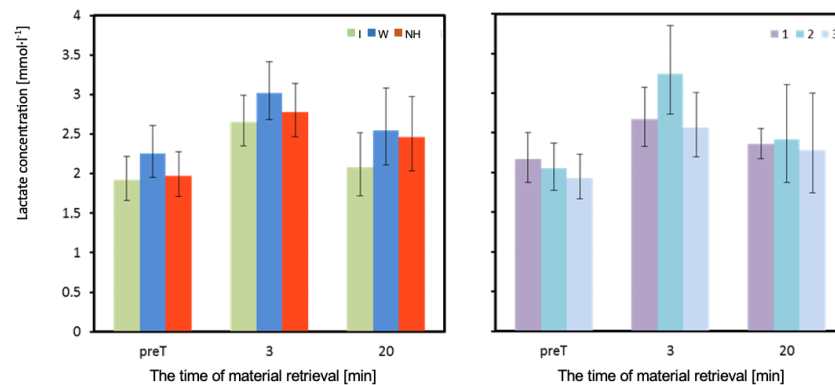 Lactate concentration [mmol·l⁻¹]
4
3.5
3
2.5
2
1.5
1
0.5
0
I W NH
preT 3 20
The time of material retrieval [min]
1 2 3
preT 3 20
The time of material retrieval [min]